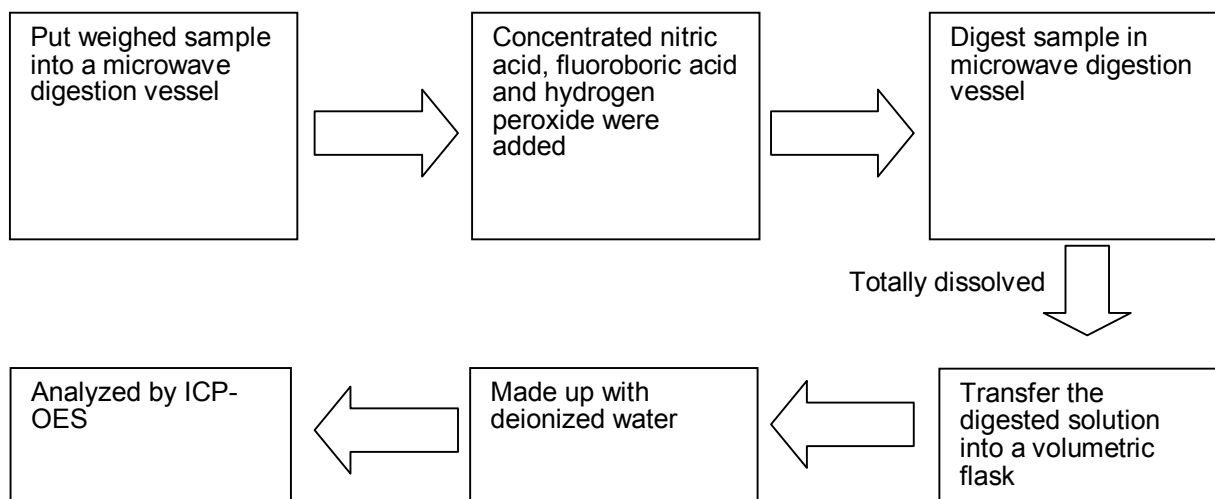 Put weighed sample
into a microwave
digestion vessel
Concentrated nitric
acid, fluoroboric acid
and hydrogen
peroxide were
added
Digest sample in
microwave digestion
vessel
Totally dissolved
Transfer the
digested solution
into a volumetric
flask
Made up with
deionized water
Analyzed by ICP-
OES